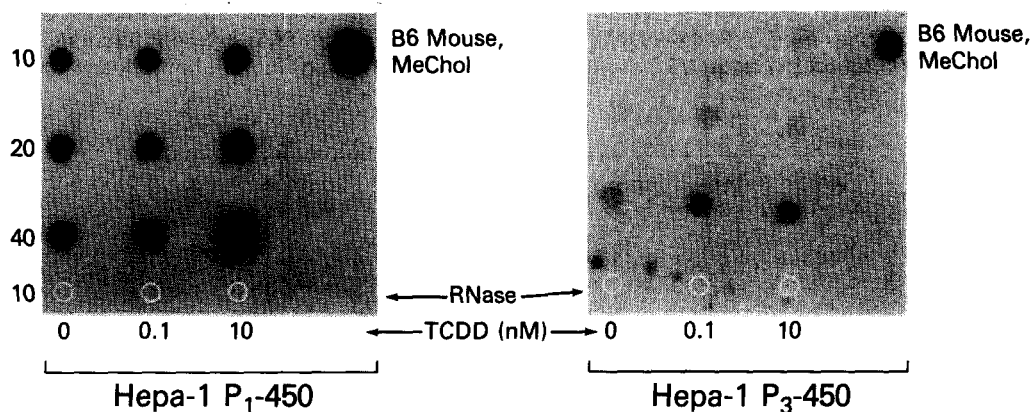 B6 Mouse,
MeChol
10
20
40
10
0 0.1 10
Hepa-1 P₁-450
RNase
TCDD (nM)
B6 Mouse,
MeChol
0 0.1 10
Hepa-1 P₃-450